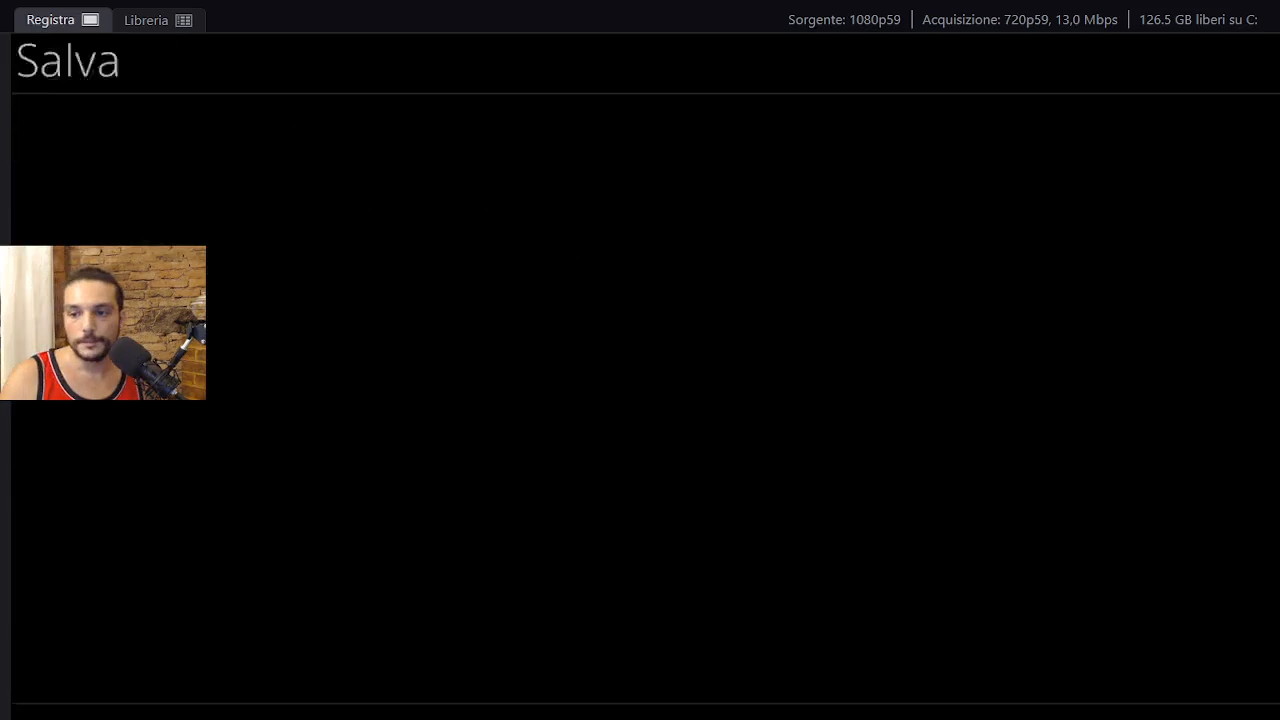 Registra Libreria Sorgente: 1080p59 Acquisizione: 720p59, 13,0 Mbps 126.5 GB liberi su C:
Salva